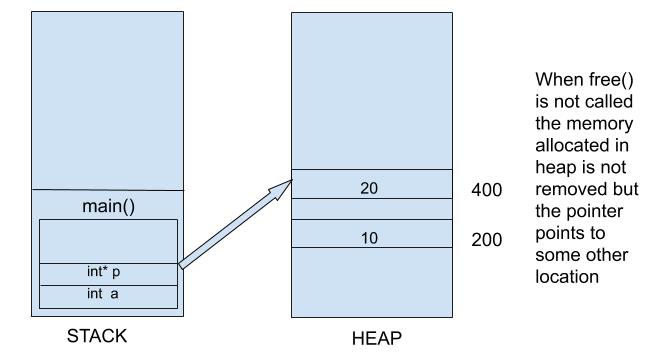 main()
int* p
int a
STACK
20
10
HEAP
400
200
When free()
is not called
the memory
allocated in
heap is not
removed but
the pointer
points to
some other
location